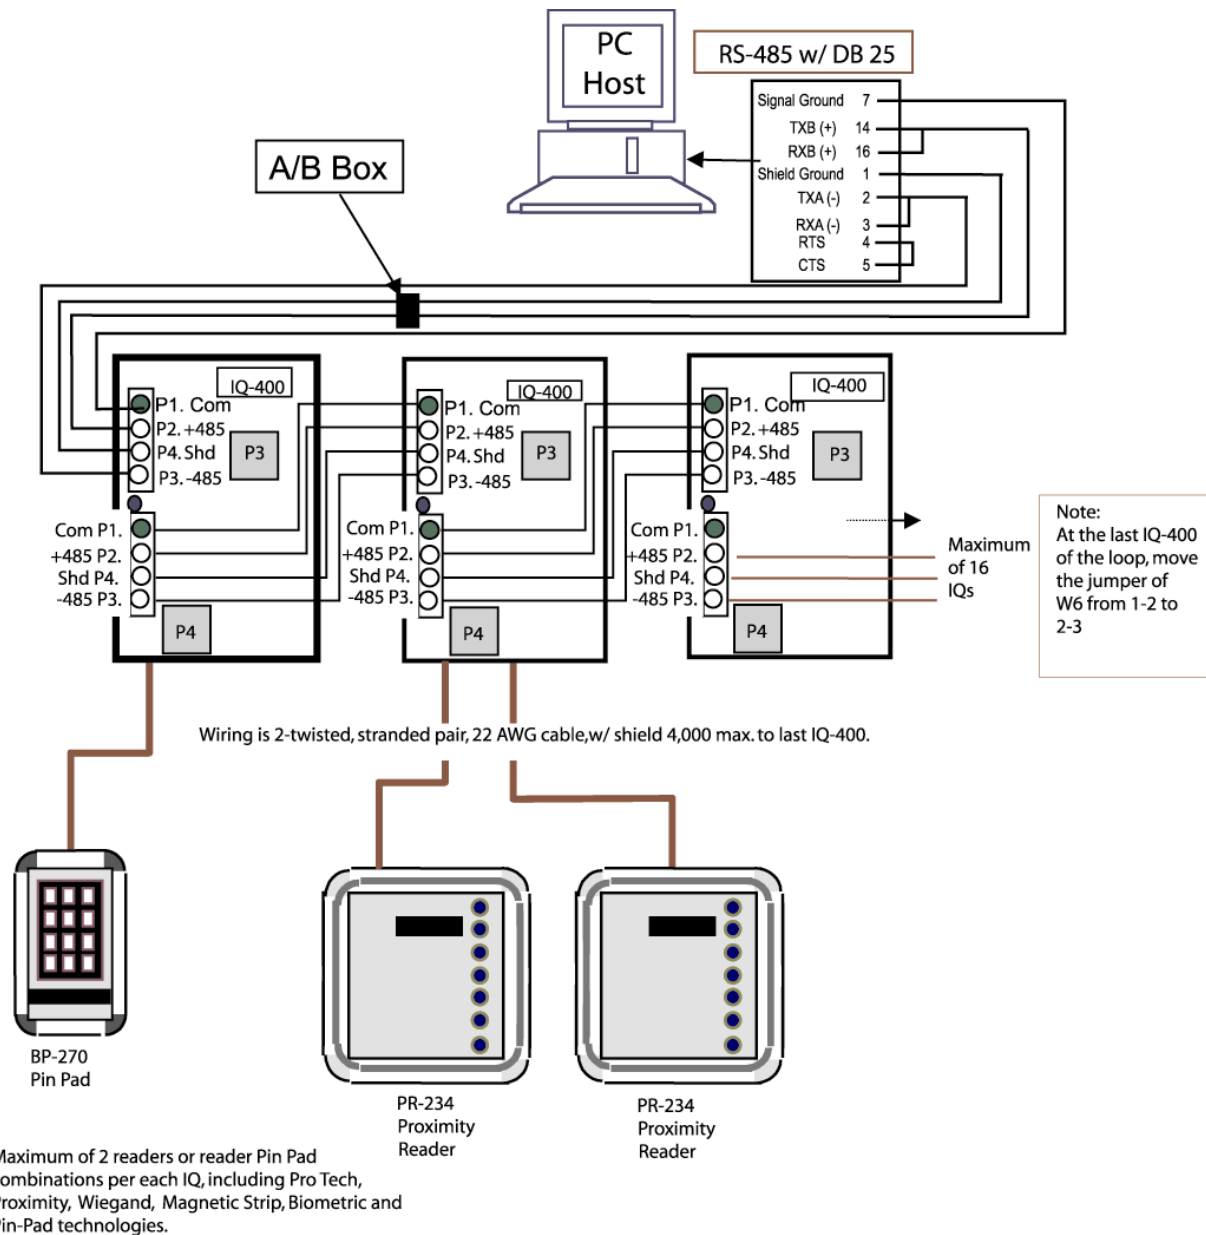 PC
Host
RS-485 w/ DB 25
Signal Ground 7
TXB (+) 14
RXB (+) 16
Shield Ground 1
TXA (-) 2
RXA (-) 3
RTS 4
CTS 5
A/B Box
IQ-400
P1. Com
P2. +485
P4. Shd
P3. -485
P3
Com P1.
+485 P2.
Shd P4.
-485 P3.
P4
IQ-400
P1. Com
P2. +485
P4. Shd
P3. -485
P3
Com P1.
+485 P2.
Shd P4.
-485 P3.
P4
IQ-400
P1. Com
P2. +485
P4. Shd
P3. -485
P3
Com P1.
+485 P2.
Shd P4.
-485 P3.
P4
Maximum
of 16
IQs
Note:
At the last IQ-400
of the loop, move
the jumper of
W6 from 1-2 to
2-3
Wiring is 2-twisted, stranded pair, 22 AWG cable,w/ shield 4,000 max. to last IQ-400.
BP-270
Pin Pad
PR-234
Proximity
Reader
PR-234
Proximity
Reader
Maximum of 2 readers or reader Pin Pad
combinations per each IQ, including Pro Tech,
Proximity, Wiegand, Magnetic Strip, Biometric and
Pin-Pad technologies.